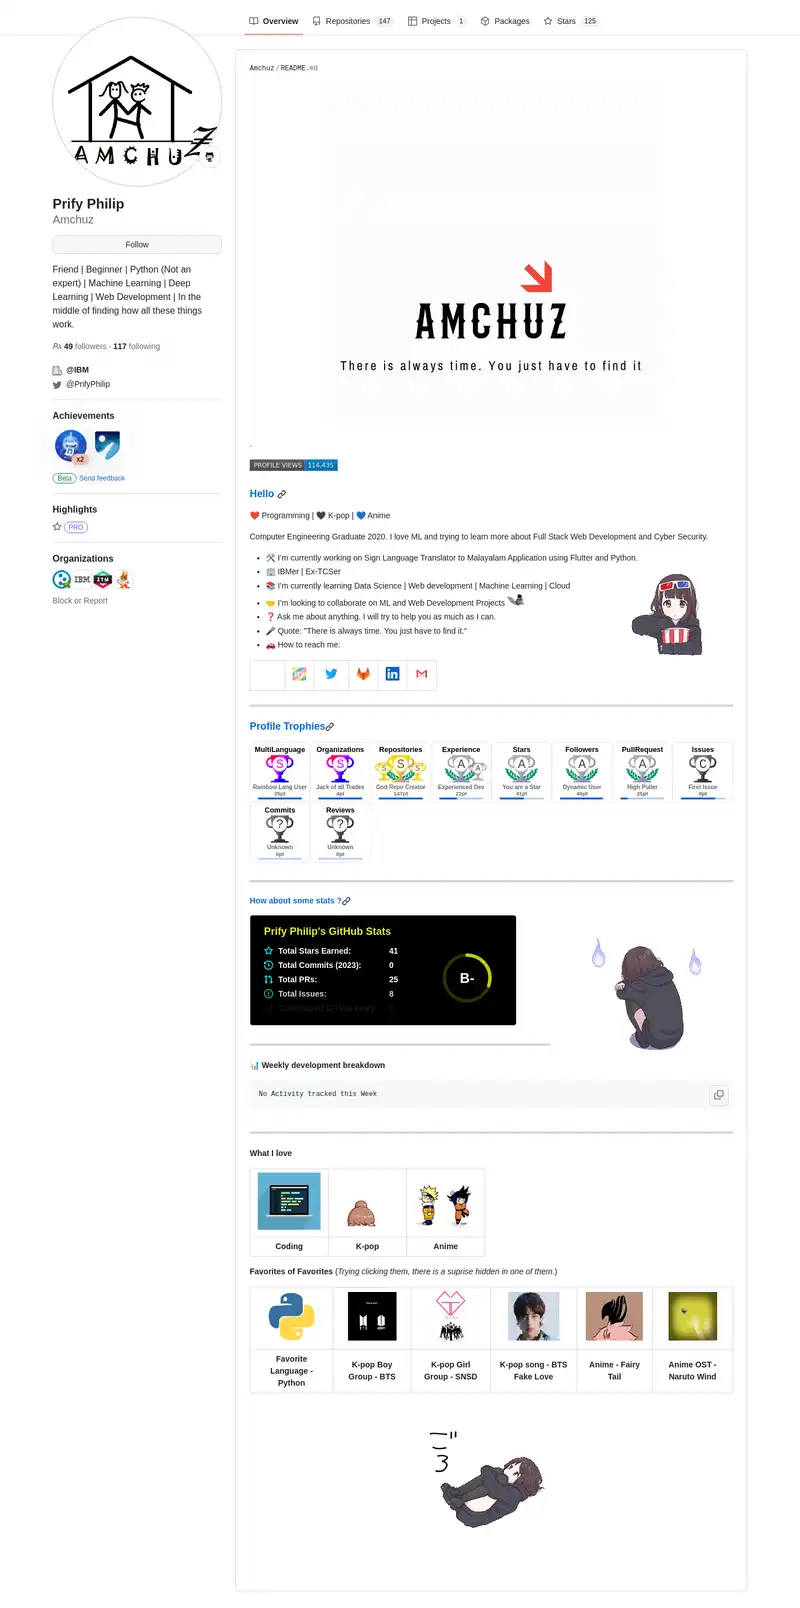 Overview Repositories 147 Projects 1 Packages Stars 125
AMCHUZ
Prify Philip
Amchuz
Follow
Friend | Beginner | Python (Not an
expert) | Machine Learning | Deep
Learning | Web Development | In the
middle of finding how all these things
work.
49 followers · 117 following
@IBM
@PrifyPhilip
Achievements
x2
Beta Send feedback
Highlights
PRO
Organizations
IBM
Block or Report
Amchuz / README.md
AMCHUZ
There is always time. You just have to find it
.
PROFILE VIEWS 114,435
Hello
❤️ Programming | 🖤 K-pop | 💙 Anime
Computer Engineering Graduate 2020. I love ML and trying to learn more about Full Stack Web Development and Cyber Security.
• 🛠️ I'm currently working on Sign Language Translator to Malayalam Application using Flutter and Python.
• 🏢 IBMer | Ex-TCSer
• 📚 I'm currently learning Data Science | Web development | Machine Learning | Cloud
• 🤝 I'm looking to collaborate on ML and Web Development Projects
• ❓ Ask me about anything. I will try to help you as much as I can.
• 🎤 Quote: "There is always time. You just have to find it."
• 🚗 How to reach me:
Profile Trophies
MultiLanguage Organizations Repositories Experience Stars Followers PullRequest Issues
S S S S S A A A A A A C
Rainbow Lang User Jack of all Trades God Repo Creator Experienced Dev You are a Star Dynamic User High Puller First Issue
25pt 4pt 147pt 22pt 41pt 49pt 25pt 8pt
Commits Reviews
? ?
Unknown Unknown
0pt 0pt
How about some stats ?
Prify Philip's GitHub Stats
Total Stars Earned: 41
Total Commits (2023): 0
Total PRs: 25
Total Issues: 8
B-
📊 Weekly development breakdown
No Activity tracked this Week
What I love
Coding K-pop Anime
Favorites of Favorites (Trying clicking them, there is a suprise hidden in one of them.)
Favorite
Language -
Python
K-pop Boy
Group - BTS
K-pop Girl
Group - SNSD
K-pop song - BTS
Fake Love
Anime - Fairy
Tail
Anime OST -
Naruto Wind
ごろ